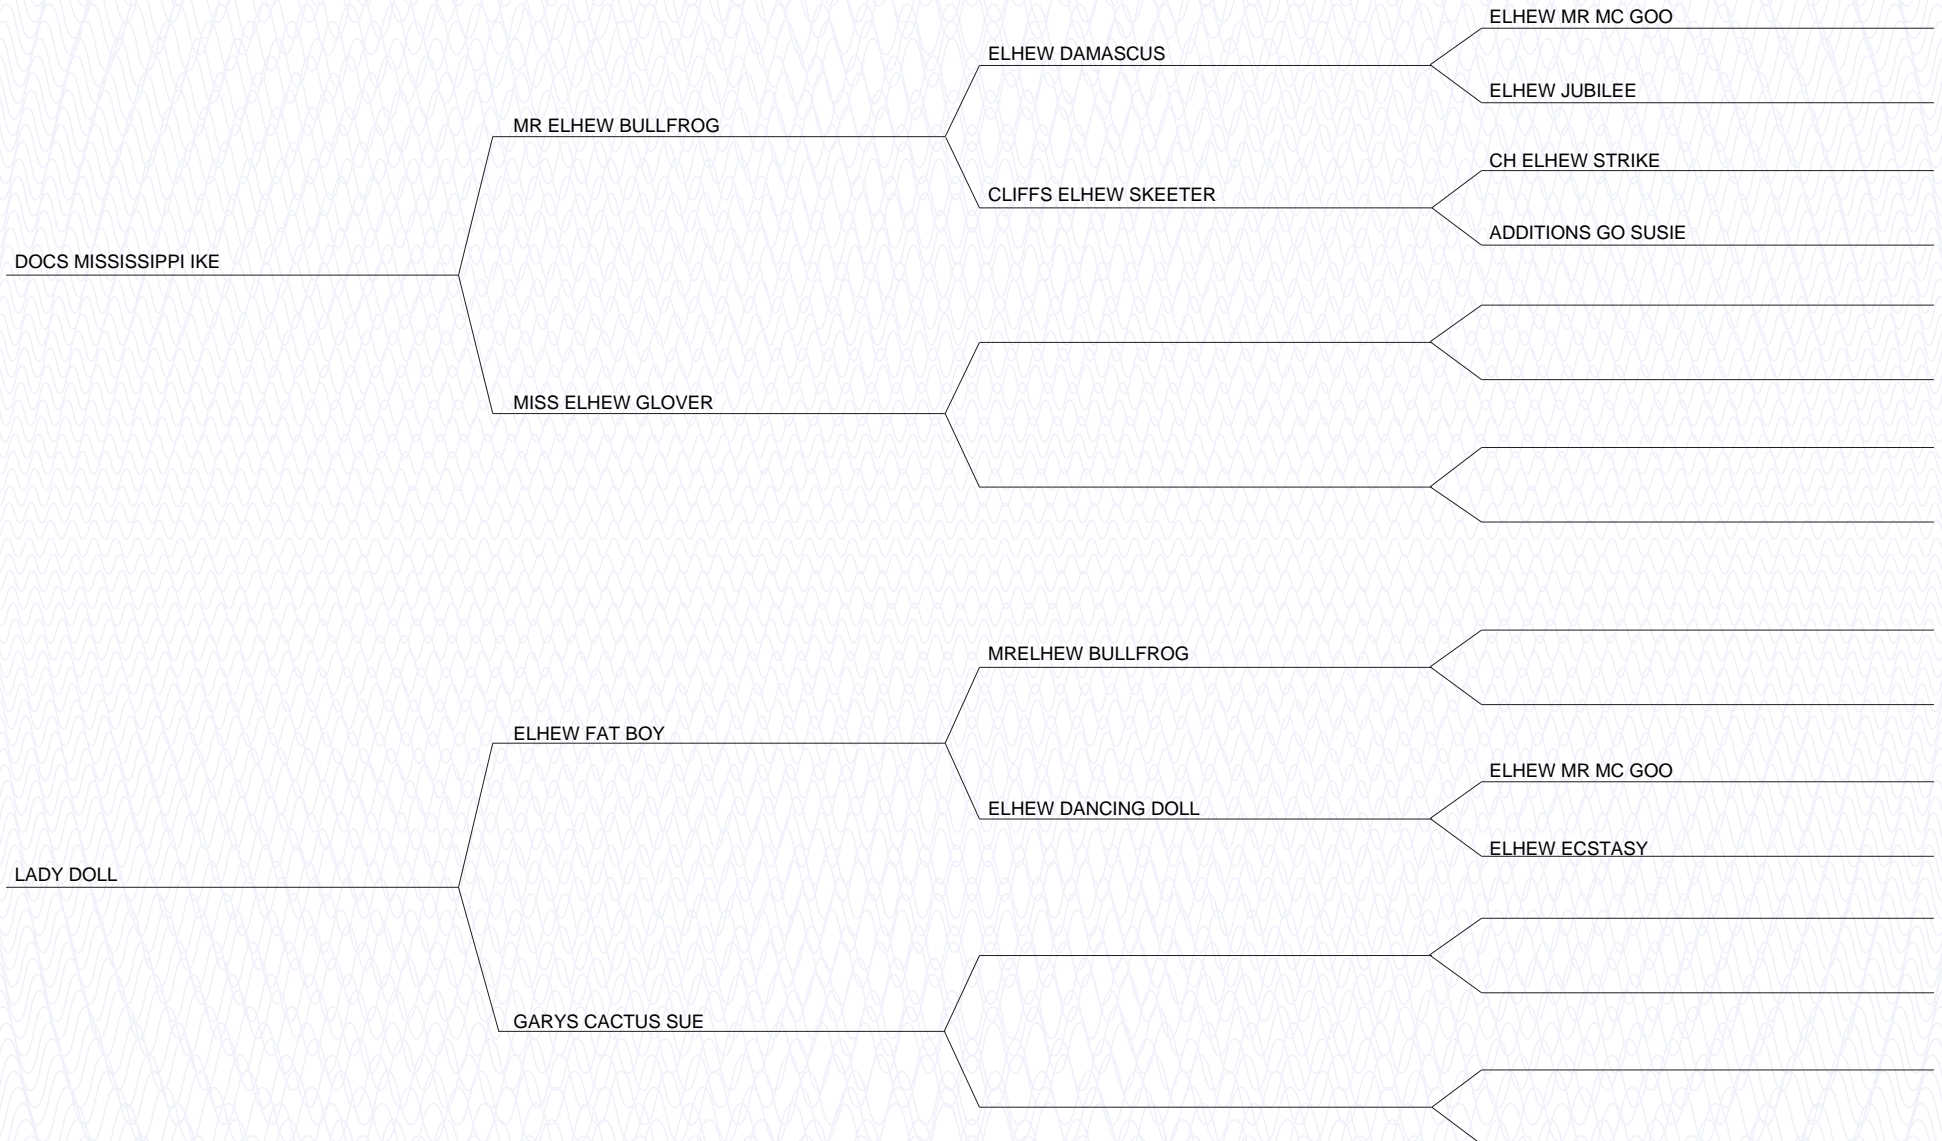 ELHEW MR MC GOO
ELHEW DAMASCUS
ELHEW JUBILEE
MR ELHEW BULLFROG
CH ELHEW STRIKE
CLIFFS ELHEW SKEETER
ADDITIONS GO SUSIE
DOCS MISSISSIPPI IKE
MISS ELHEW GLOVER
MRELHEW BULLFROG
ELHEW FAT BOY
ELHEW MR MC GOO
ELHEW DANCING DOLL
ELHEW ECSTASY
LADY DOLL
GARYS CACTUS SUE